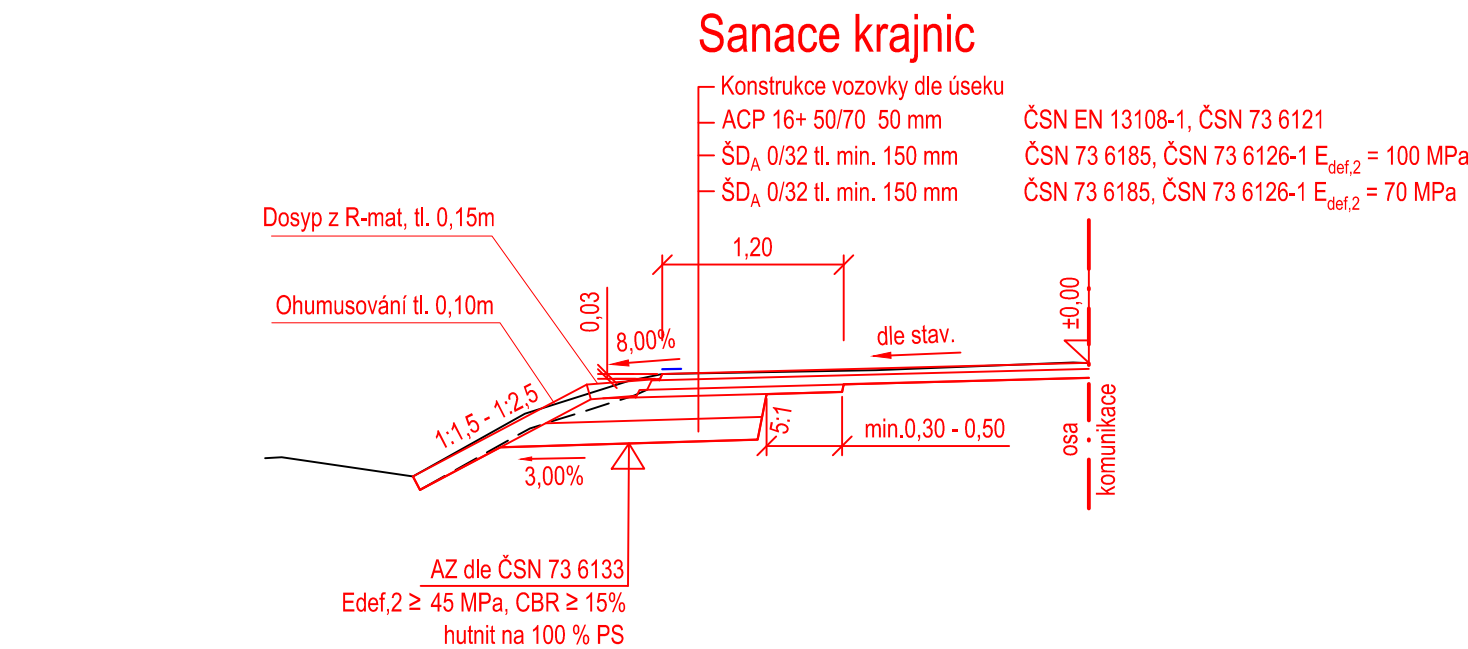 Sanace krajnic
Konstrukce vozovky dle úseku
ACP 16+ 50/70 50 mm ČSN EN 13108-1, ČSN 73 6121
ŠDA 0/32 tl. min. 150 mm ČSN 73 6185, ČSN 73 6126-1 Edef,2 = 100 MPa
ŠDA 0/32 tl. min. 150 mm ČSN 73 6185, ČSN 73 6126-1 Edef,2 = 70 MPa
Dosyp z R-mat, tl. 0,15m
1,20
Ohumusování tl. 0,10m
0,03
±0,00
8,00%
dle stav.
1:1,5 - 1:2,5
5:1
min.0,30 - 0,50
osa
komunikace
3,00%
AZ dle ČSN 73 6133
Edef,2 ≥ 45 MPa, CBR ≥ 15%
hutnit na 100 % PS